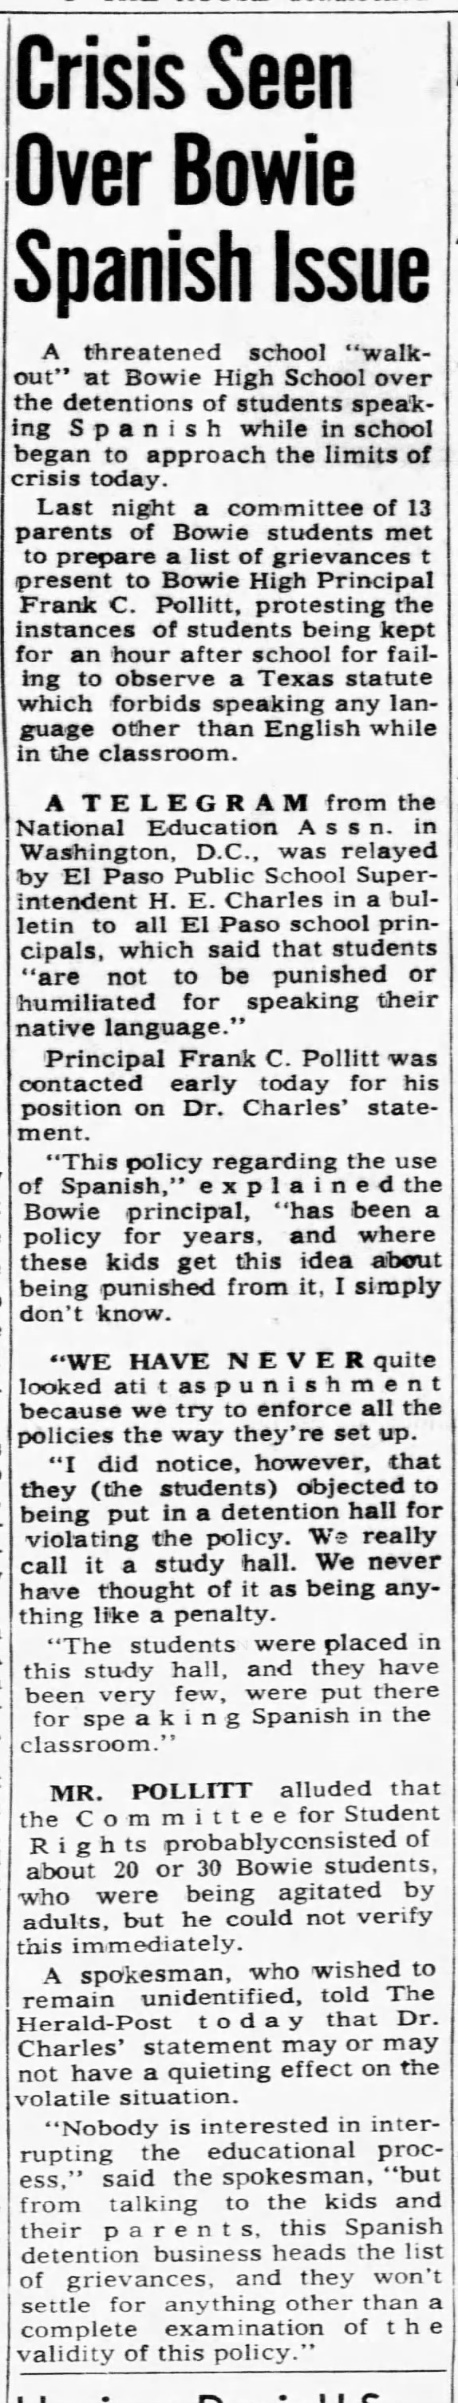 Crisis Seen
Over Bowie
Spanish Issue
A threatened school "walk-
out" at Bowie High School over
the detentions of students speak-
ing Spanish while in school
began to approach the limits of
crisis today.
Last night a committee of 13
parents of Bowie students met
to prepare a list of grievances t
present to Bowie High Principal
Frank C. Pollitt, protesting the
instances of students being kept
for an hour after school for fail-
ing to observe a Texas statute
which forbids speaking any lan-
guage other than English while
in the classroom.
A TELEGRAM from the
National Education Assn. in
Washington, D.C., was relayed
by El Paso Public School Super-
intendent H. E. Charles in a bul-
letin to all El Paso school prin-
cipals, which said that students
"are not to be punished or
humiliated for speaking their
native language."
Principal Frank C. Pollitt was
contacted early today for his
position on Dr. Charles' state-
ment.
"This policy regarding the use
of Spanish," explained the
Bowie principal, "has been a
policy for years, and where
these kids get this idea about
being punished from it, I simply
don't know.
"WE HAVE NEVER quite
looked ati t as punishment
because we try to enforce all the
policies the way they're set up.
"I did notice, however, that
they (the students) objected to
being put in a detention hall for
violating the policy. We really
call it a study hall. We never
have thought of it as being any-
thing like a penalty.
"The students were placed in
this study hall, and they have
been very few, were put there
for speaking Spanish in the
classroom."
MR. POLLITT alluded that
the Committee for Student
Rights probablyconsisted of
about 20 or 30 Bowie students,
who were being agitated by
adults, but he could not verify
this immediately.
A spokesman, who wished to
remain unidentified, told The
Herald-Post today that Dr.
Charles' statement may or may
not have a quieting effect on the
volatile situation.
"Nobody is interested in inter-
rupting the educational proc-
ess," said the spokesman, "but
from talking to the kids and
their parents, this Spanish
detention business heads the list
of grievances, and they won't
settle for anything other than a
complete examination of the
validity of this policy."